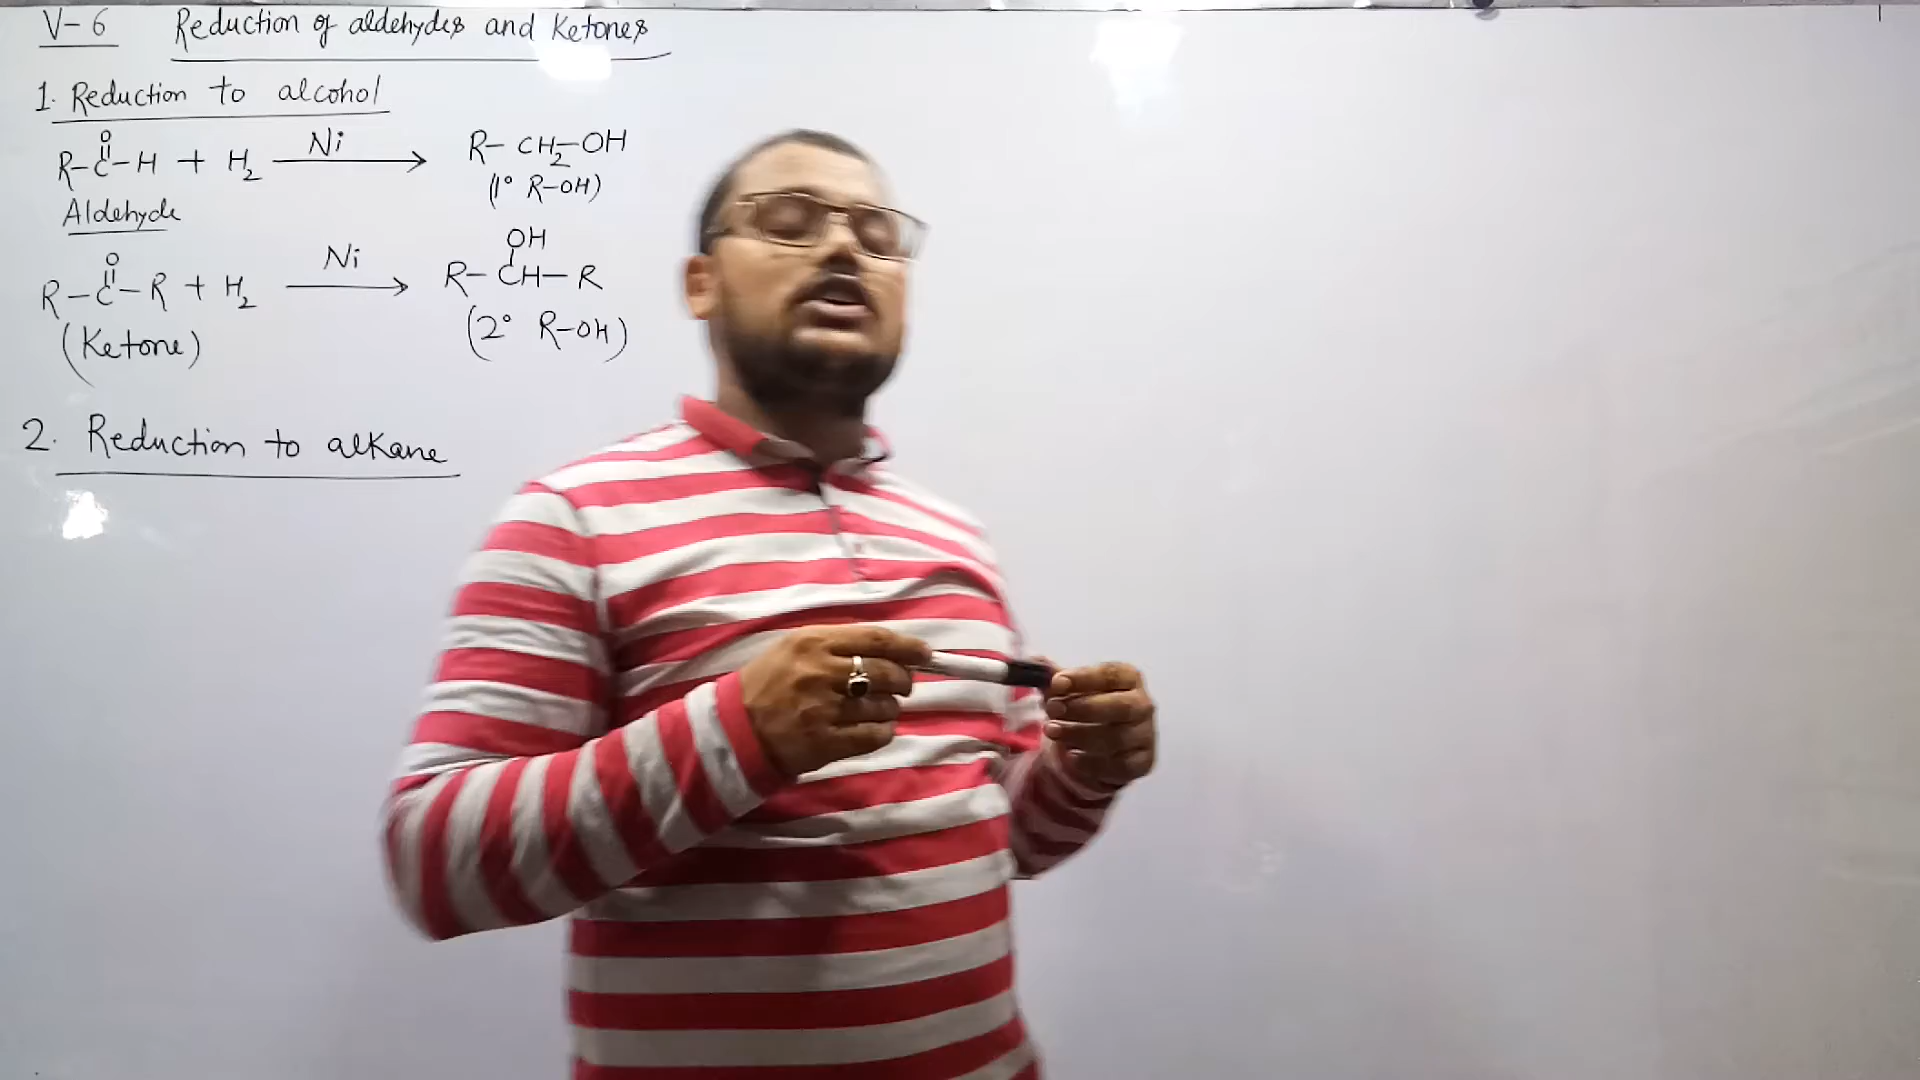 V-6 Reduction of aldehydes and Ketones
1. Reduction to alcohol
O
R-C-H + H2 Ni R-CH2-OH
(1° R-OH)
Aldehyde
OH
O
R-C-R + H2 Ni R-CH-R
(Ketone) (2° R-OH)
2. Reduction to alkane